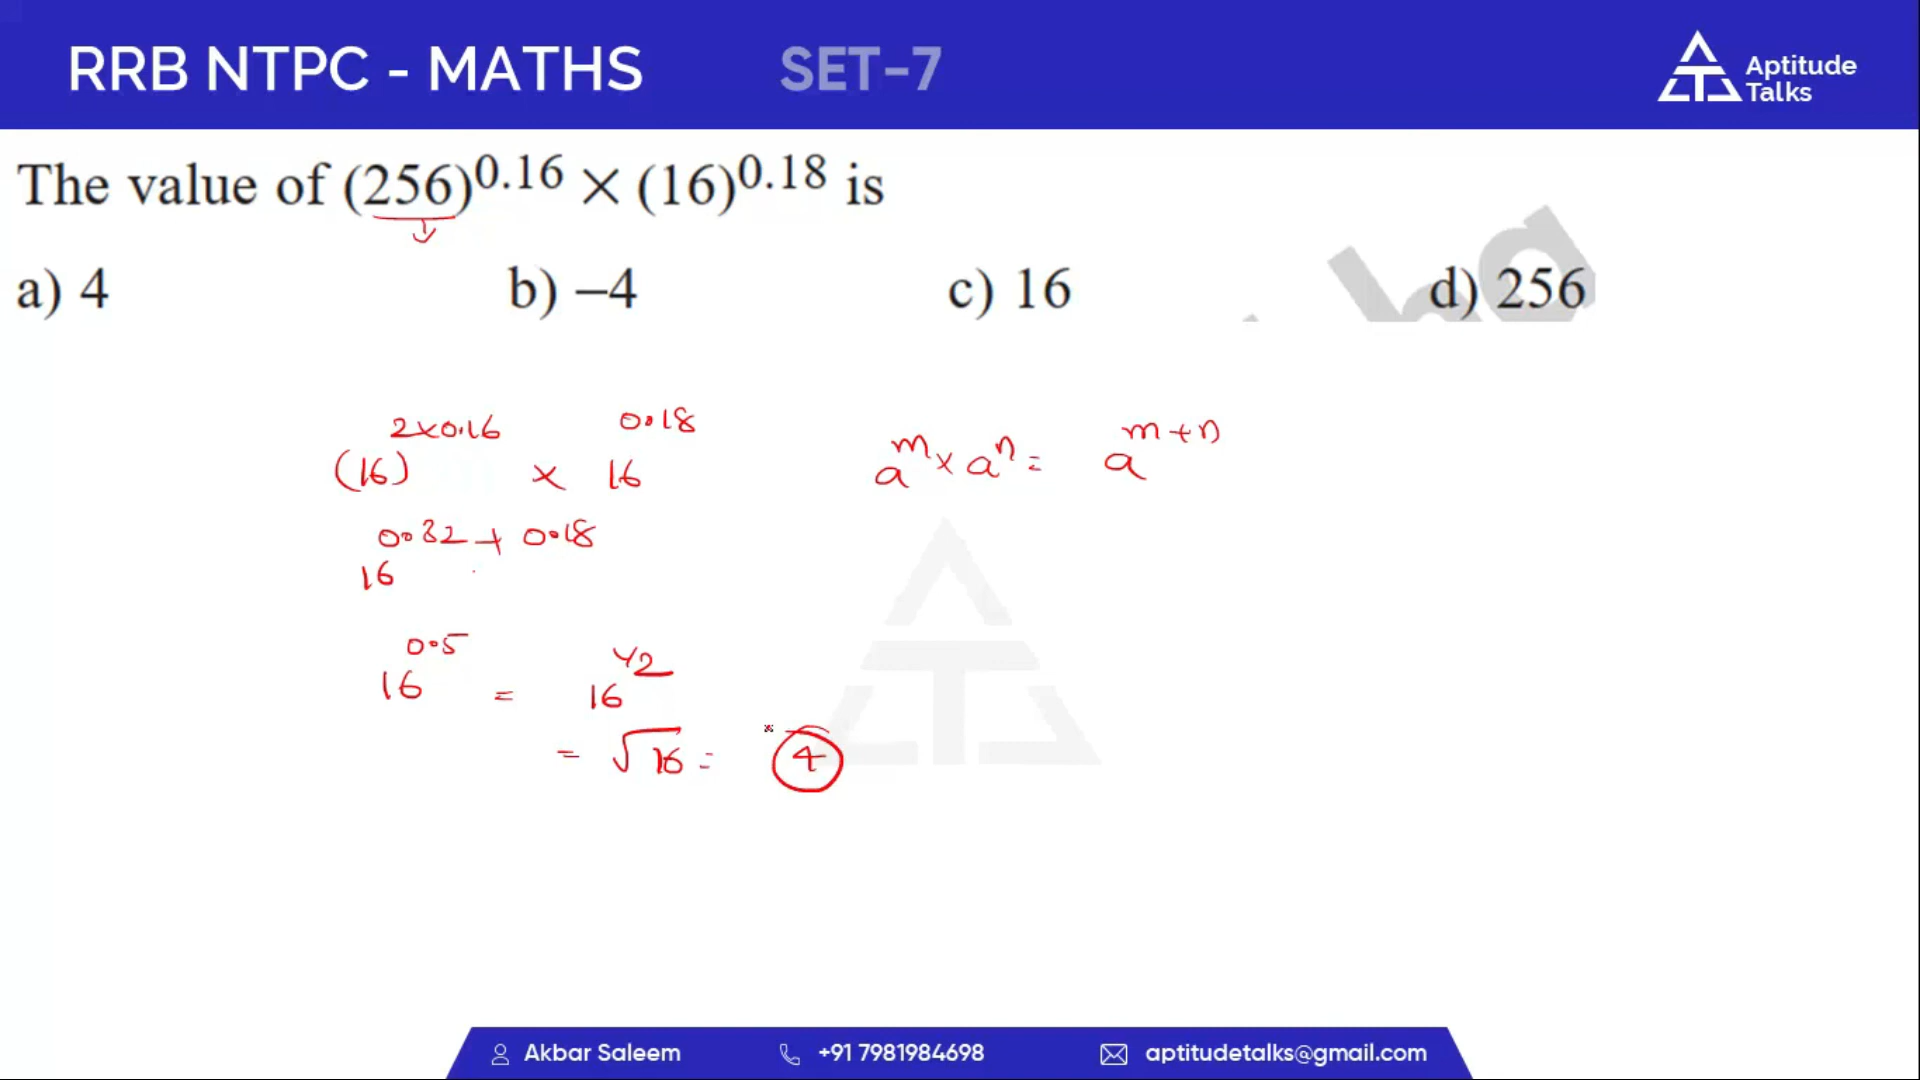 RRB NTPC - MATHS SET-7 Aptitude Talks
The value of (256)^0.16 × (16)^0.18 is
a) 4 b) –4 c) 16 d) 256
(16)^2×0.16 × 16^0.18 a^m × a^n = a^m+n
16^0.32 + 0.18
16^0.5 = 16^1/2
= √16 = 4
Akbar Saleem +91 7981984698 aptitudetalks@gmail.com